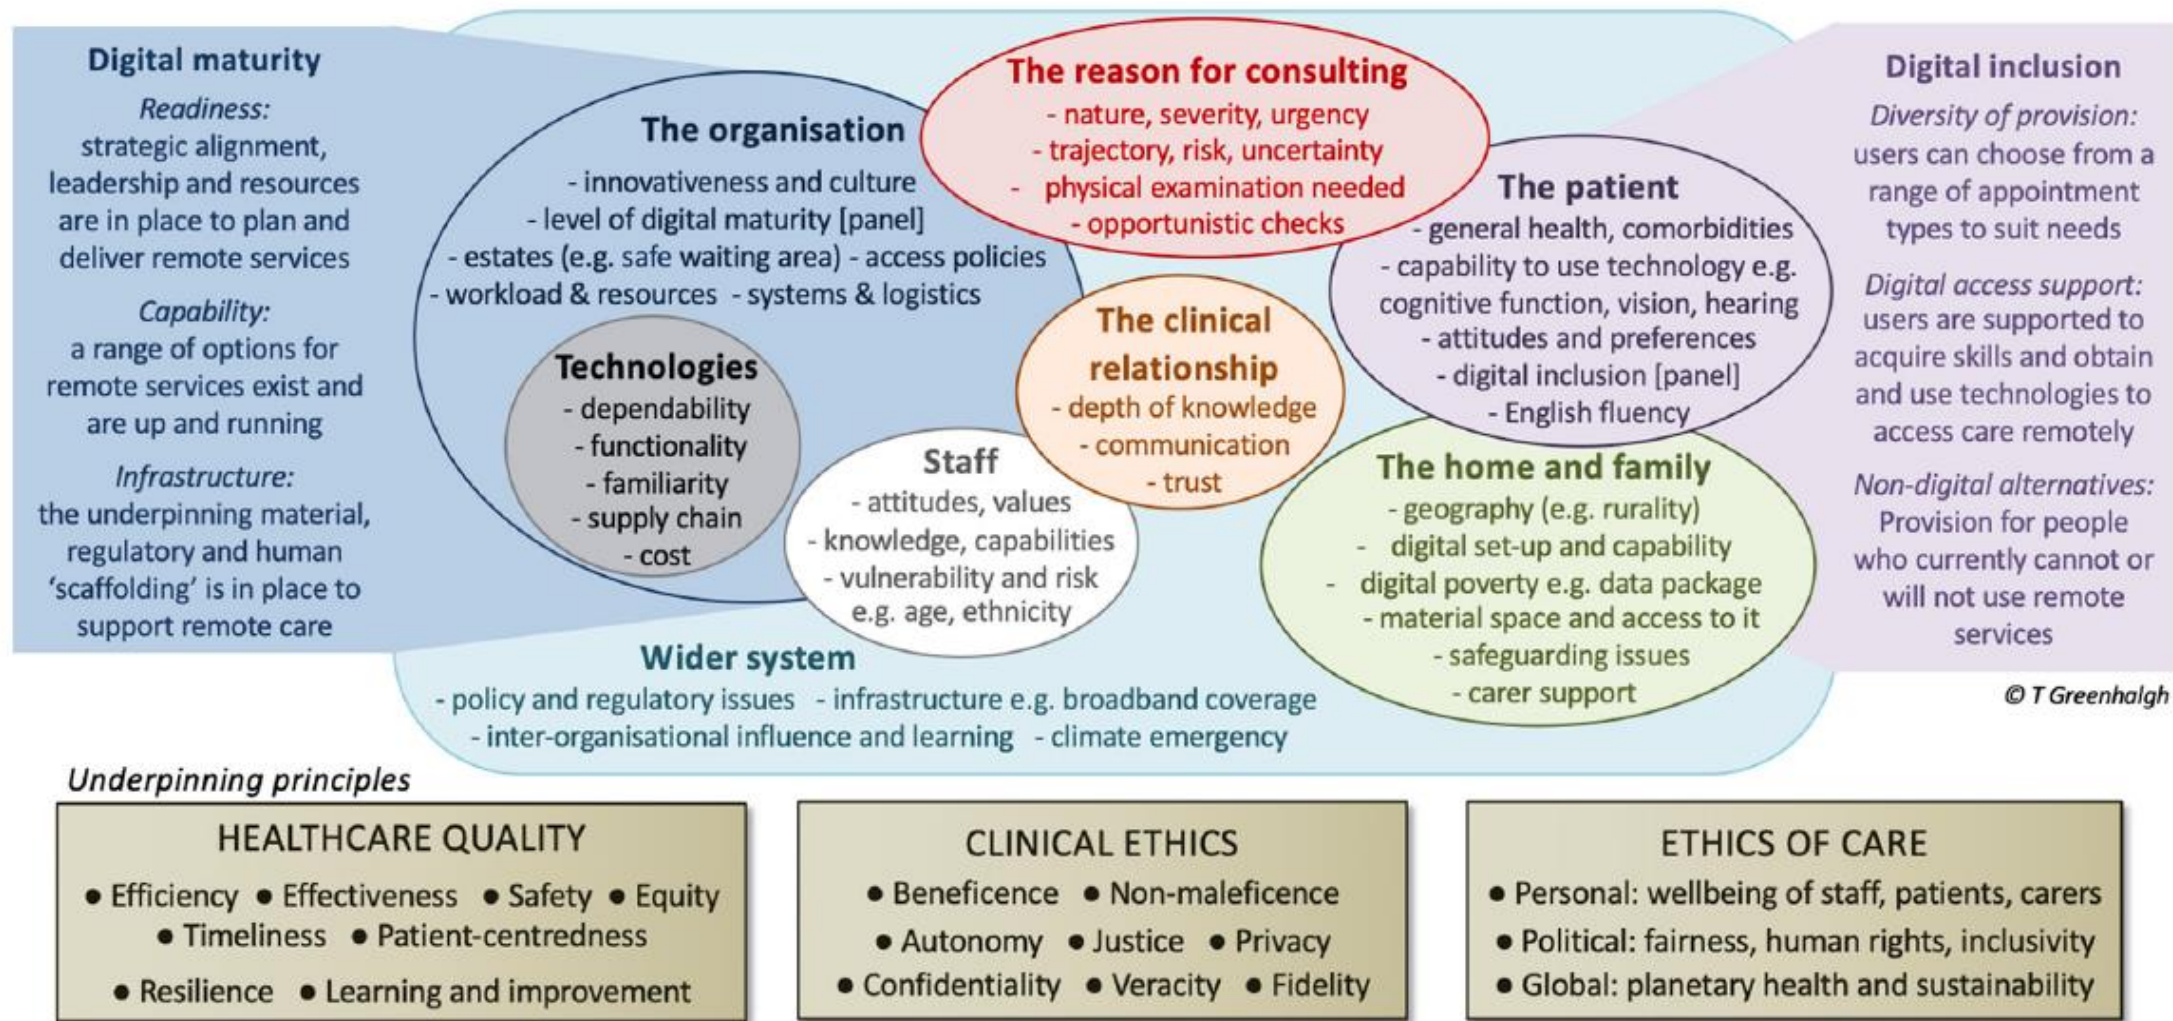 Digital maturity
Readiness:
strategic alignment,
leadership and resources
are in place to plan and
deliver remote services
Capability:
a range of options for
remote services exist and
are up and running
Infrastructure:
the underpinning material,
regulatory and human
‘scaffolding’ is in place to
support remote care
The organisation
- innovativeness and culture
- level of digital maturity [panel]
- estates (e.g. safe waiting area) - access policies
- workload & resources - systems & logistics
Technologies
- dependability
- functionality
- familiarity
- supply chain
- cost
Staff
- attitudes, values
- knowledge, capabilities
- vulnerability and risk
e.g. age, ethnicity
The reason for consulting
- nature, severity, urgency
- trajectory, risk, uncertainty
- physical examination needed
- opportunistic checks
The clinical
relationship
- depth of knowledge
- communication
- trust
The patient
- general health, comorbidities
- capability to use technology e.g.
cognitive function, vision, hearing
- attitudes and preferences
- digital inclusion [panel]
- English fluency
The home and family
- geography (e.g. rurality)
- digital set-up and capability
- digital poverty e.g. data package
- material space and access to it
- safeguarding issues
- carer support
Wider system
- policy and regulatory issues - infrastructure e.g. broadband coverage
- inter-organisational influence and learning - climate emergency
Digital inclusion
Diversity of provision:
users can choose from a
range of appointment
types to suit needs
Digital access support:
users are supported to
acquire skills and obtain
and use technologies to
access care remotely
Non-digital alternatives:
Provision for people
who currently cannot or
will not use remote
services
© T Greenhalgh
Underpinning principles
HEALTHCARE QUALITY
● Efficiency ● Effectiveness ● Safety ● Equity
● Timeliness ● Patient-centredness
● Resilience ● Learning and improvement
CLINICAL ETHICS
● Beneficence ● Non-maleficence
● Autonomy ● Justice ● Privacy
● Confidentiality ● Veracity ● Fidelity
ETHICS OF CARE
● Personal: wellbeing of staff, patients, carers
● Political: fairness, human rights, inclusivity
● Global: planetary health and sustainability